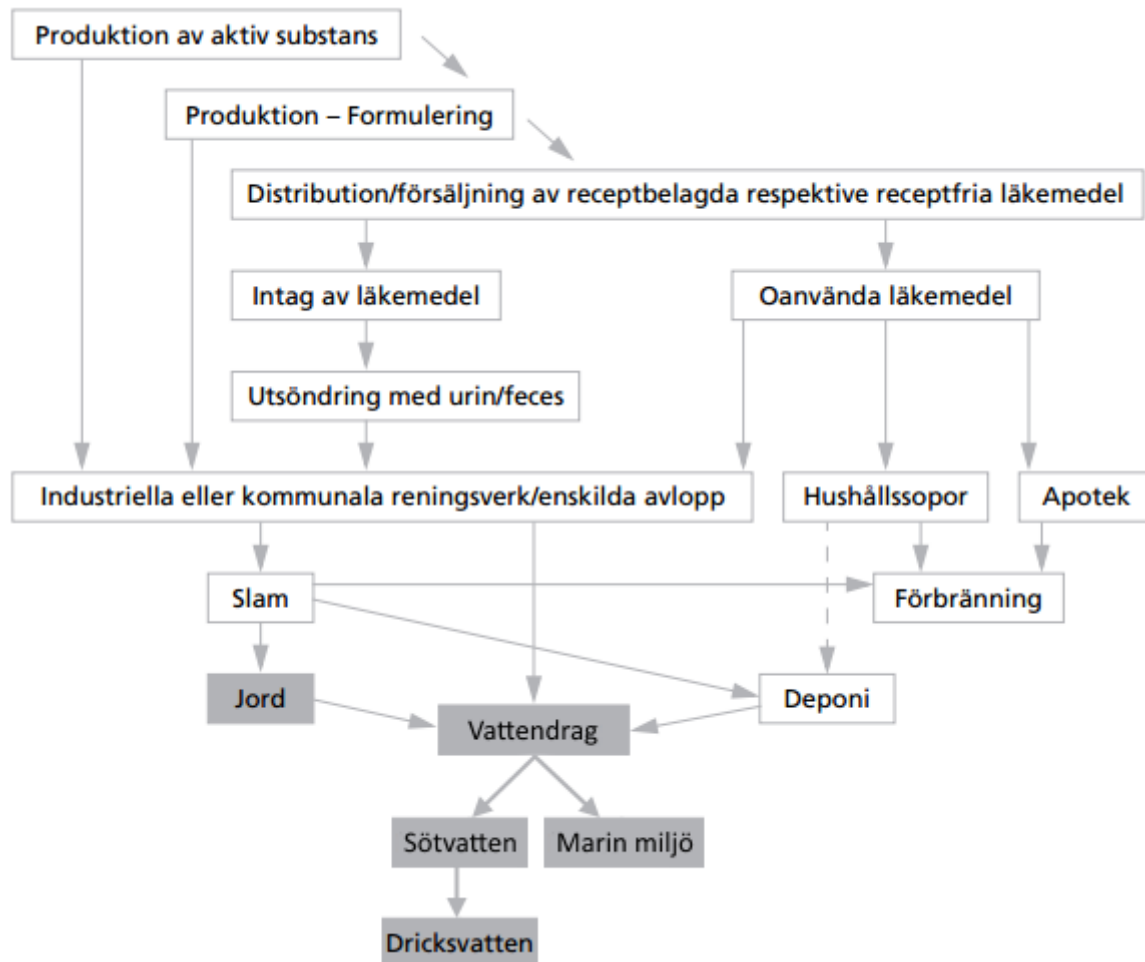 Produktion av aktiv substans
Produktion – Formulering
Distribution/försäljning av receptbelagda respektive receptfria läkemedel
Intag av läkemedel
Oanvända läkemedel
Utsöndring med urin/feces
Industriella eller kommunala reningsverk/enskilda avlopp
Hushållssopor
Apotek
Slam
Förbränning
Jord
Deponi
Vattendrag
Sötvatten
Marin miljö
Dricksvatten